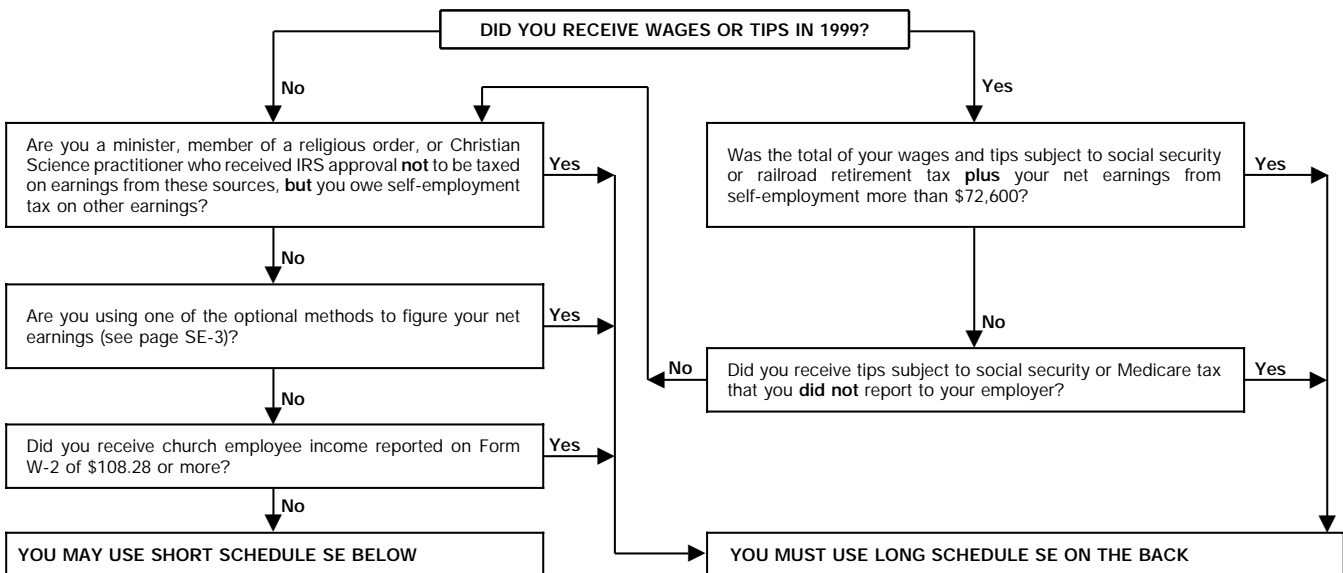 DID YOU RECEIVE WAGES OR TIPS IN 1999?
No
Yes
Are you a minister, member of a religious order, or Christian
Science practitioner who received IRS approval not to be taxed
on earnings from these sources, but you owe self-employment
tax on other earnings?
Yes
Was the total of your wages and tips subject to social security
or railroad retirement tax plus your net earnings from
self-employment more than $72,600?
Yes
No
No
Are you using one of the optional methods to figure your net
earnings (see page SE-3)?
Yes
No
Did you receive tips subject to social security or Medicare tax
that you did not report to your employer?
Yes
No
Did you receive church employee income reported on Form
W-2 of $108.28 or more?
Yes
No
YOU MAY USE SHORT SCHEDULE SE BELOW
YOU MUST USE LONG SCHEDULE SE ON THE BACK